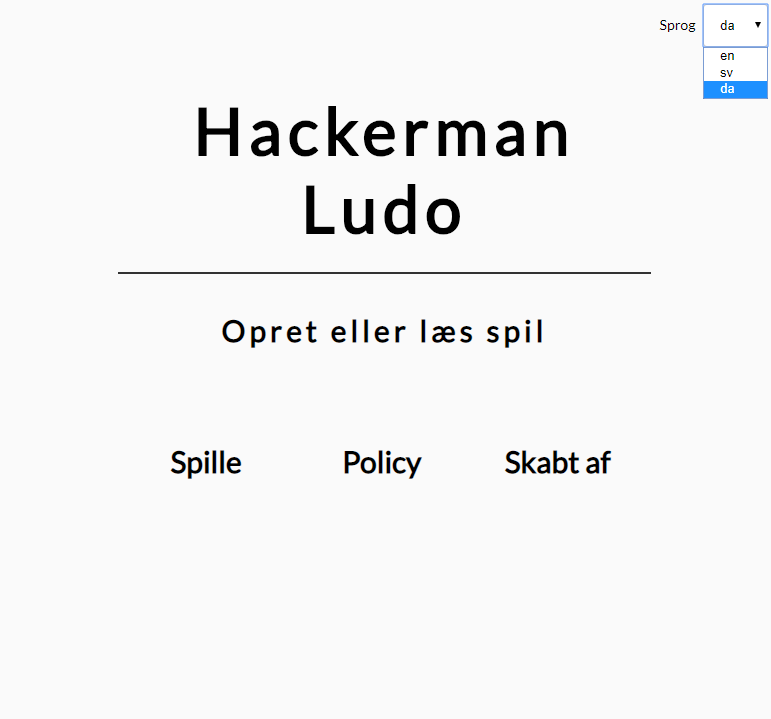 Sprog da
en
sv
da
Hackerman
Ludo
Opret eller læs spil
Spille Policy Skabt af